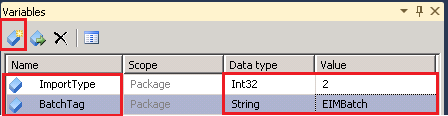 Variables
Name Scope Data type Value
ImportType Package Int32 2
BatchTag Package String EIMBatch